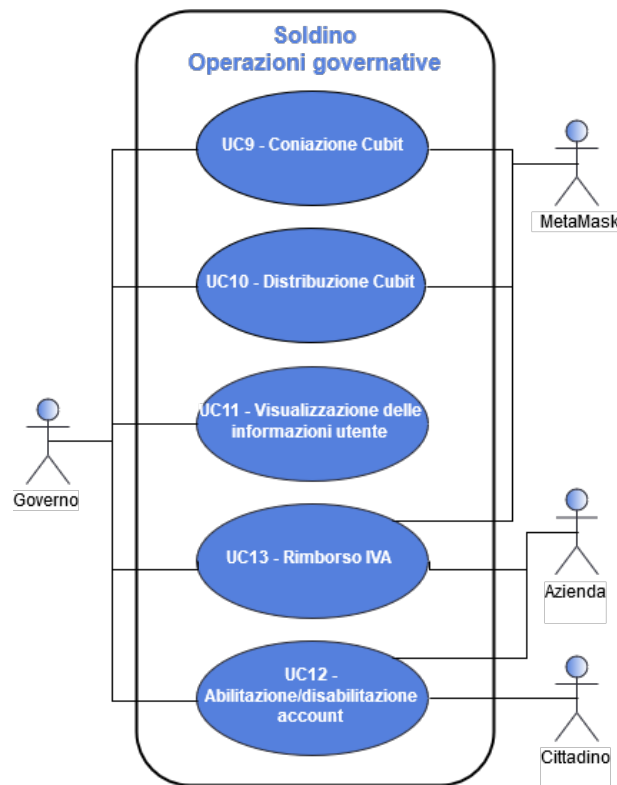 Soldino
Operazioni governative
UC9 - Coniazione Cubit
MetaMask
UC10 - Distribuzione Cubit
UC11 - Visualizzazione delle
informazioni utente
Governo
UC13 - Rimborso IVA
Azienda
UC12 -
Abilitazione/disabilitazione
account
Cittadino